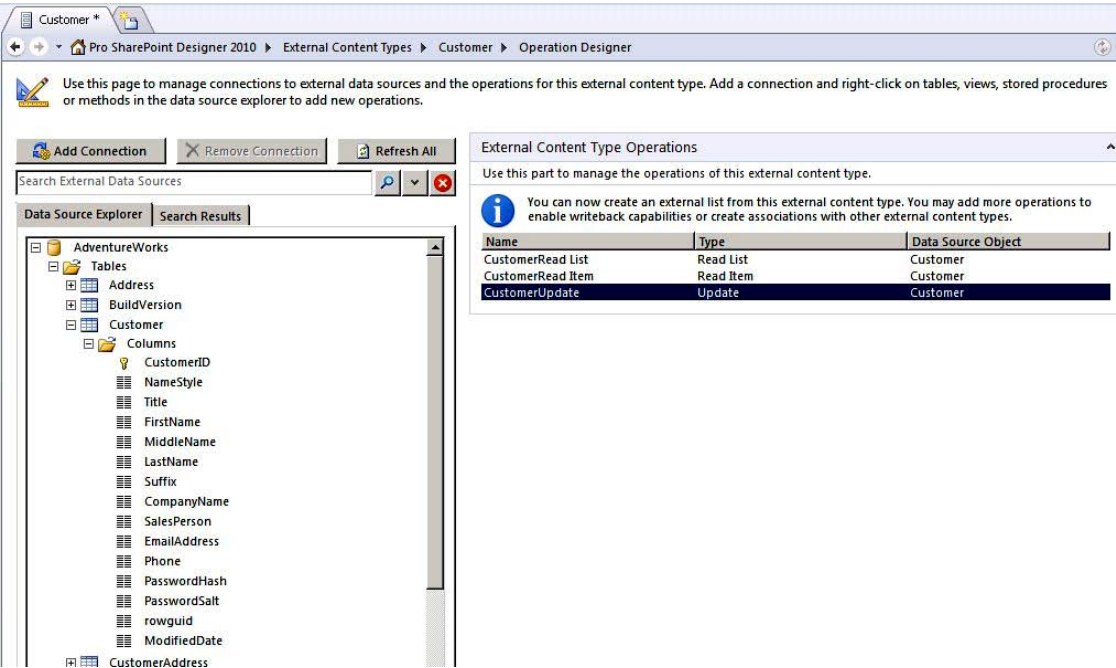 Customer *
Pro SharePoint Designer 2010 ▸ External Content Types ▸ Customer ▸ Operation Designer
Use this page to manage connections to external data sources and the operations for this external content type. Add a connection and right-click on tables, views, stored procedures
or methods in the data source explorer to add new operations.
Add Connection
Remove Connection
Refresh All
Search External Data Sources
Data Source Explorer
Search Results
AdventureWorks
Tables
Address
BuildVersion
Customer
Columns
CustomerID
NameStyle
Title
FirstName
MiddleName
LastName
Suffix
CompanyName
SalesPerson
EmailAddress
Phone
PasswordHash
PasswordSalt
rowguid
ModifiedDate
CustomerAddress
External Content Type Operations
Use this part to manage the operations of this external content type.
You can now create an external list from this external content type. You may add more operations to
enable writeback capabilities or create associations with other external content types.
Name Type Data Source Object
CustomerRead List Read List Customer
CustomerRead Item Read Item Customer
CustomerUpdate Update Customer